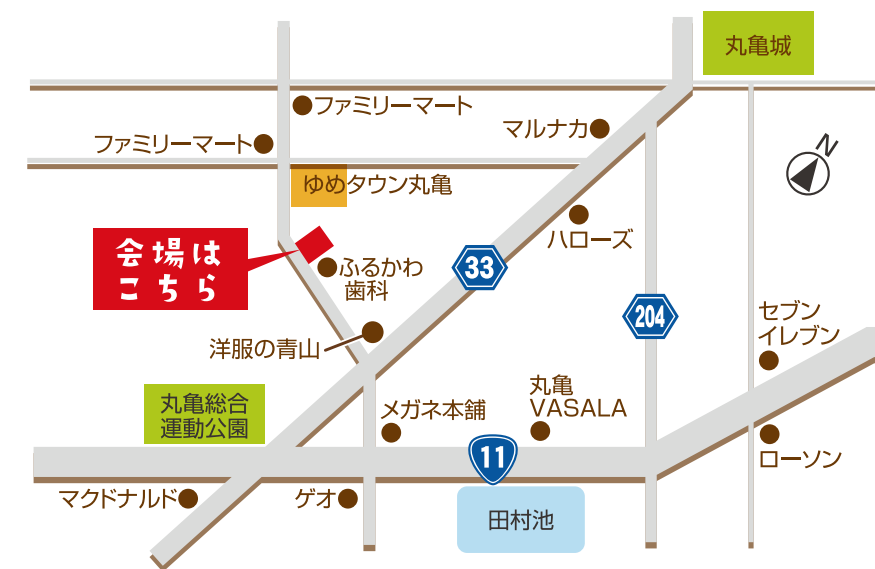 丸亀城
ファミリーマート
マルナカ
ファミリーマート
N
ゆめタウン丸亀
ハローズ
会場は
こちら
ふるかわ
歯科
33
204
セブン
イレブン
洋服の青山
丸亀総合
運動公園
メガネ本舗
丸亀
VASALA
11
ローソン
マクドナルド
ゲオ
田村池